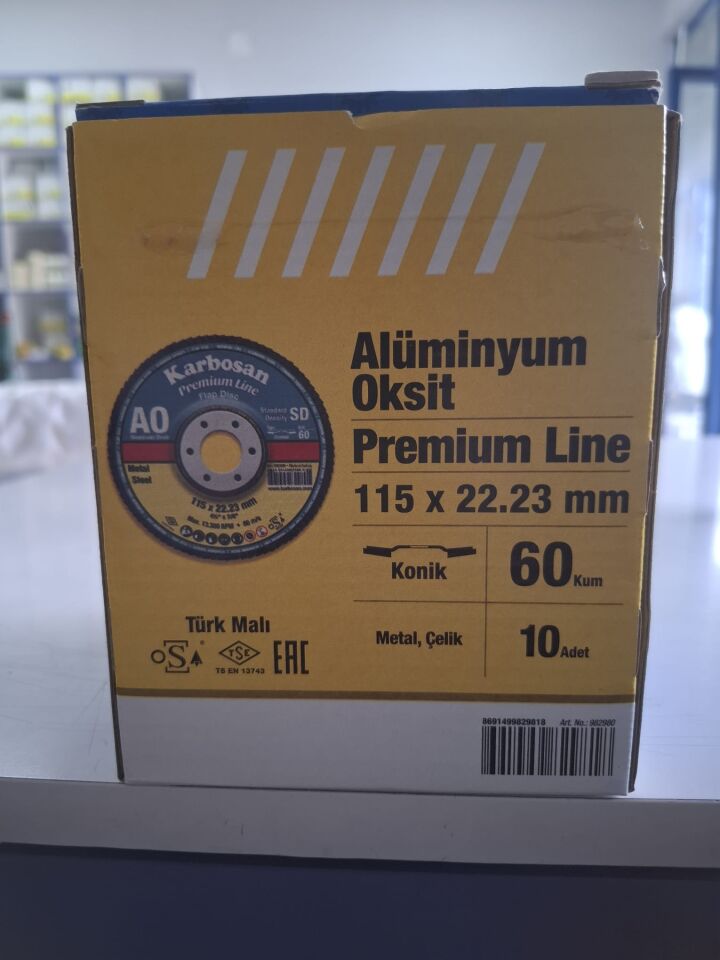 Alüminyum
Oksit
Premium Line
115 x 22.23 mm
Konik
60 Kum
Metal, Çelik
10 Adet
Karbosan
Premium Line
Flap Disc
AO
Standard
Density SD
60
Metal
Steel
115 x 22.23 mm
Türk Malı
TSE
TS EN 13743
EAC
8691499829818 Art. No.: 982980